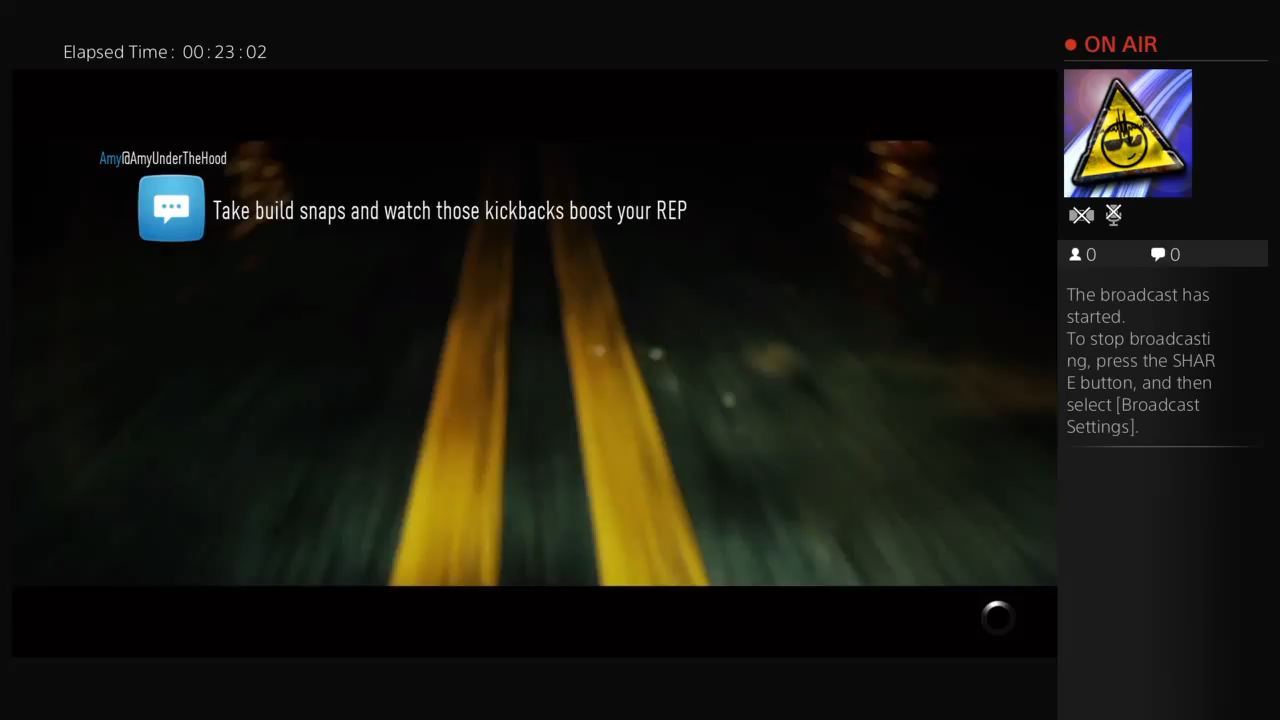 Elapsed Time: 00:23:02
ON AIR
Amy@AmyUnderTheHood
Take build snaps and watch those kickbacks boost your REP
0 0
The broadcast has
started.
To stop broadcasti
ng, press the SHAR
E button, and then
select [Broadcast
Settings].